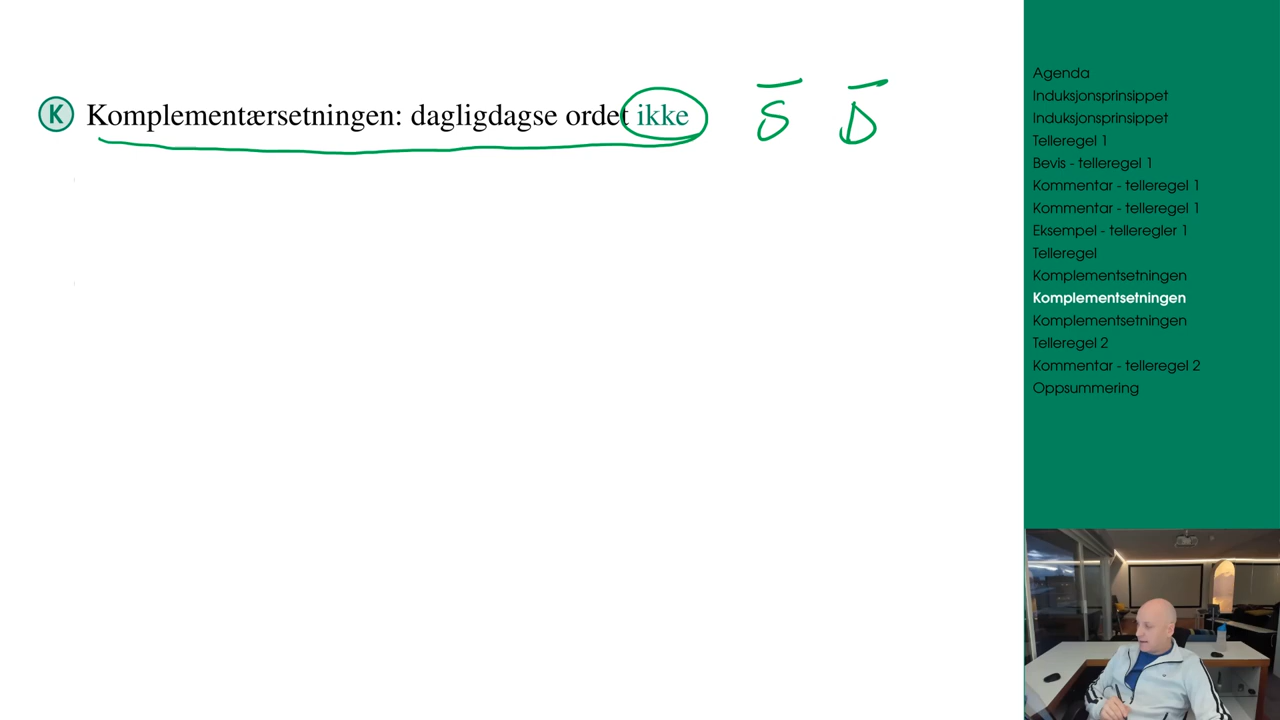 K Komplementærsetningen: dagligdagse ordet ikke S̅ D̅
Agenda
Induksjonsprinsippet
Induksjonsprinsippet
Telleregel 1
Bevis - telleregel 1
Kommentar - telleregel 1
Kommentar - telleregel 1
Eksempel - telleregler 1
Telleregel
Komplementsetningen
Komplementsetningen
Komplementsetningen
Telleregel 2
Kommentar - telleregel 2
Oppsummering